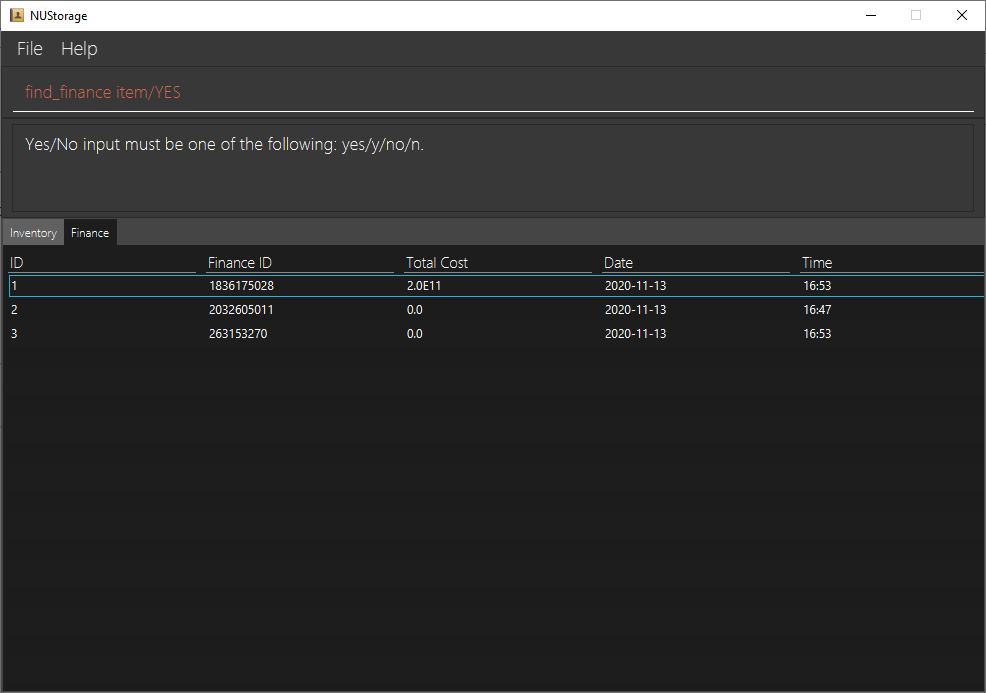 NUStorage
File Help
find_finance item/YES
Yes/No input must be one of the following: yes/y/no/n.
Inventory Finance
ID Finance ID Total Cost Date Time
1 1836175028 2.0E11 2020-11-13 16:53
2 2032605011 0.0 2020-11-13 16:47
3 263153270 0.0 2020-11-13 16:53